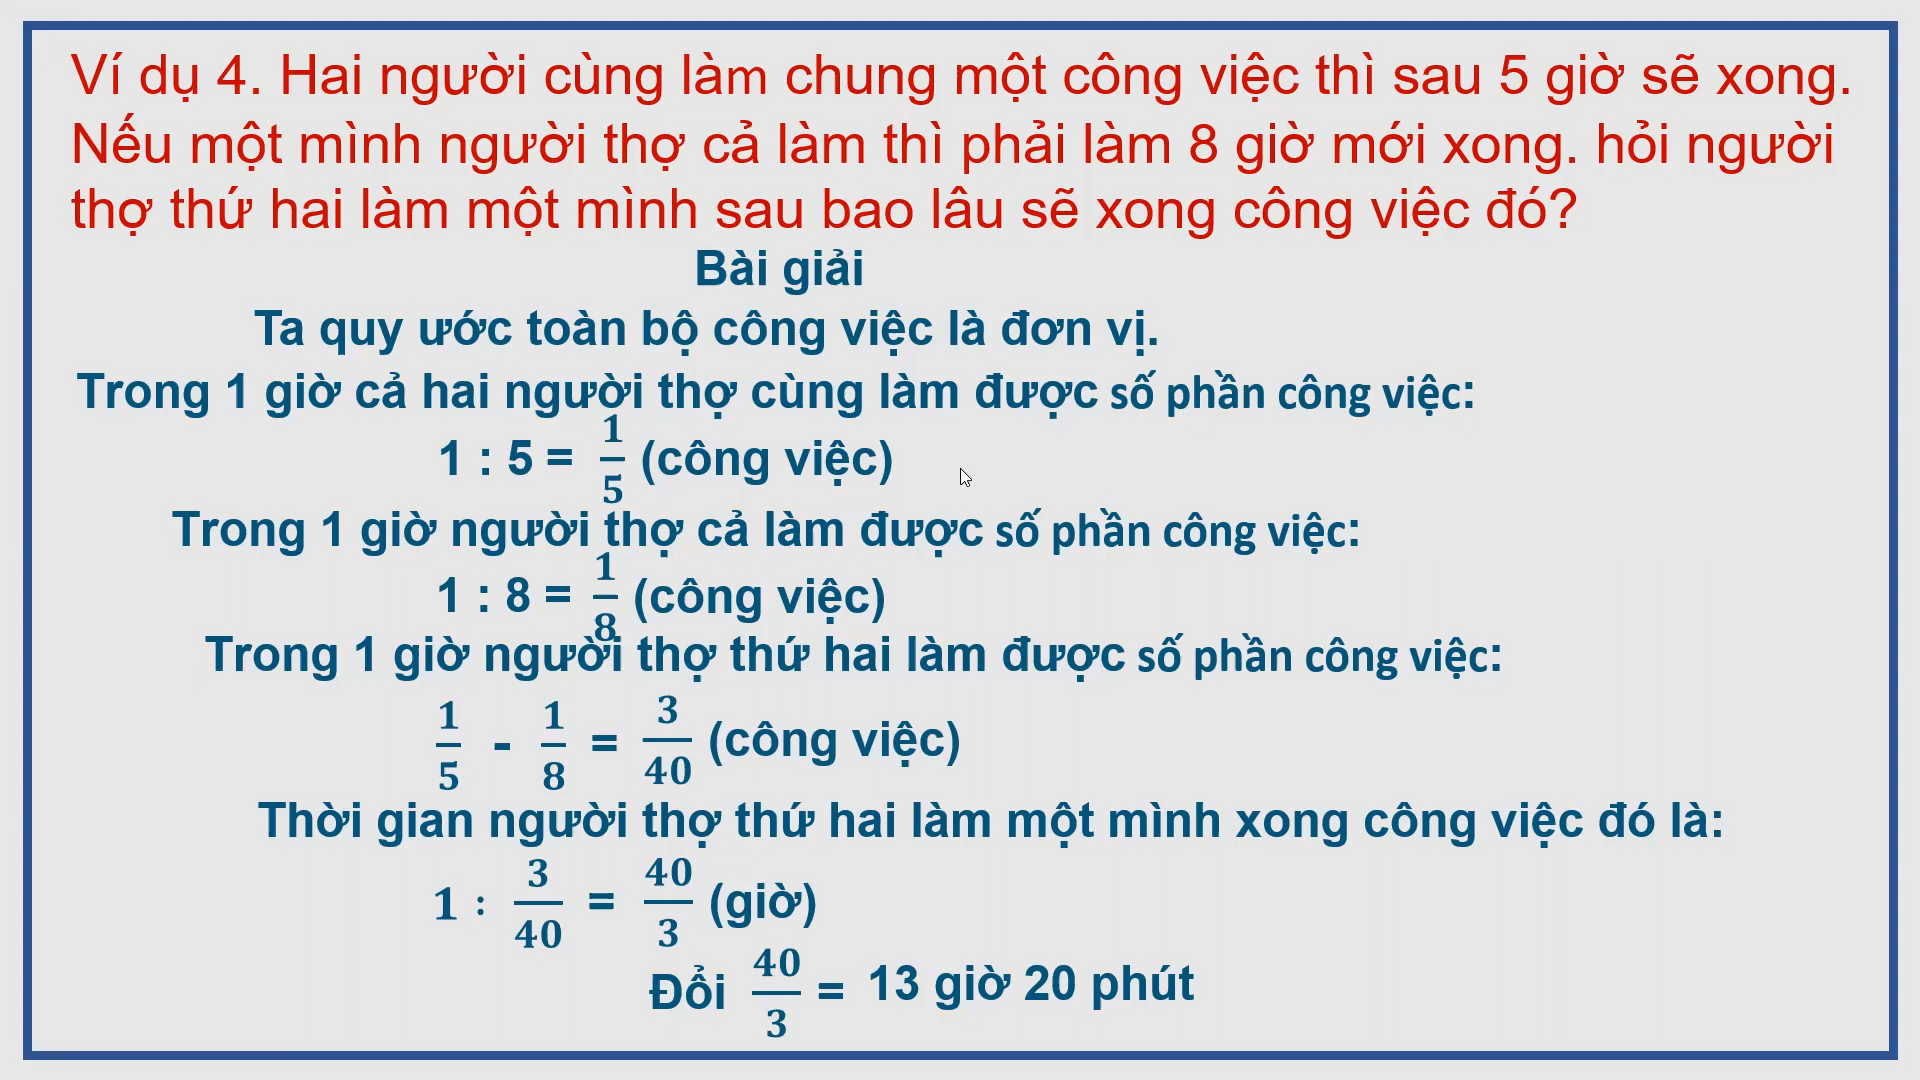 Ví dụ 4. Hai người cùng làm chung một công việc thì sau 5 giờ sẽ xong.
Nếu một mình người thợ cả làm thì phải làm 8 giờ mới xong. hỏi người
thợ thứ hai làm một mình sau bao lâu sẽ xong công việc đó?
Bài giải
Ta quy ước toàn bộ công việc là đơn vị.
Trong 1 giờ cả hai người thợ cùng làm được số phần công việc:
1 : 5 = 1/5 (công việc)
Trong 1 giờ người thợ cả làm được số phần công việc:
1 : 8 = 1/8 (công việc)
Trong 1 giờ người thợ thứ hai làm được số phần công việc:
1/5 - 1/8 = 3/40 (công việc)
Thời gian người thợ thứ hai làm một mình xong công việc đó là:
1 : 3/40 = 40/3 (giờ)
Đổi 40/3 = 13 giờ 20 phút